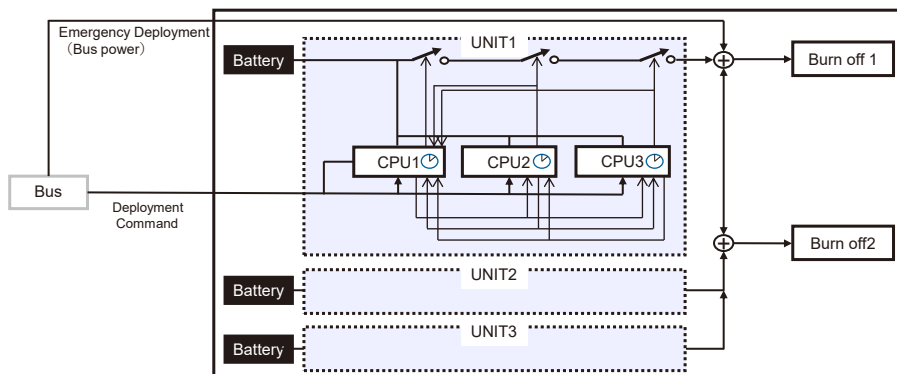 Emergency Deployment
(Bus power)
UNIT1
Battery
Burn off 1
CPU1
CPU2
CPU3
Bus
Deployment
Command
Burn off2
UNIT2
Battery
UNIT3
Battery